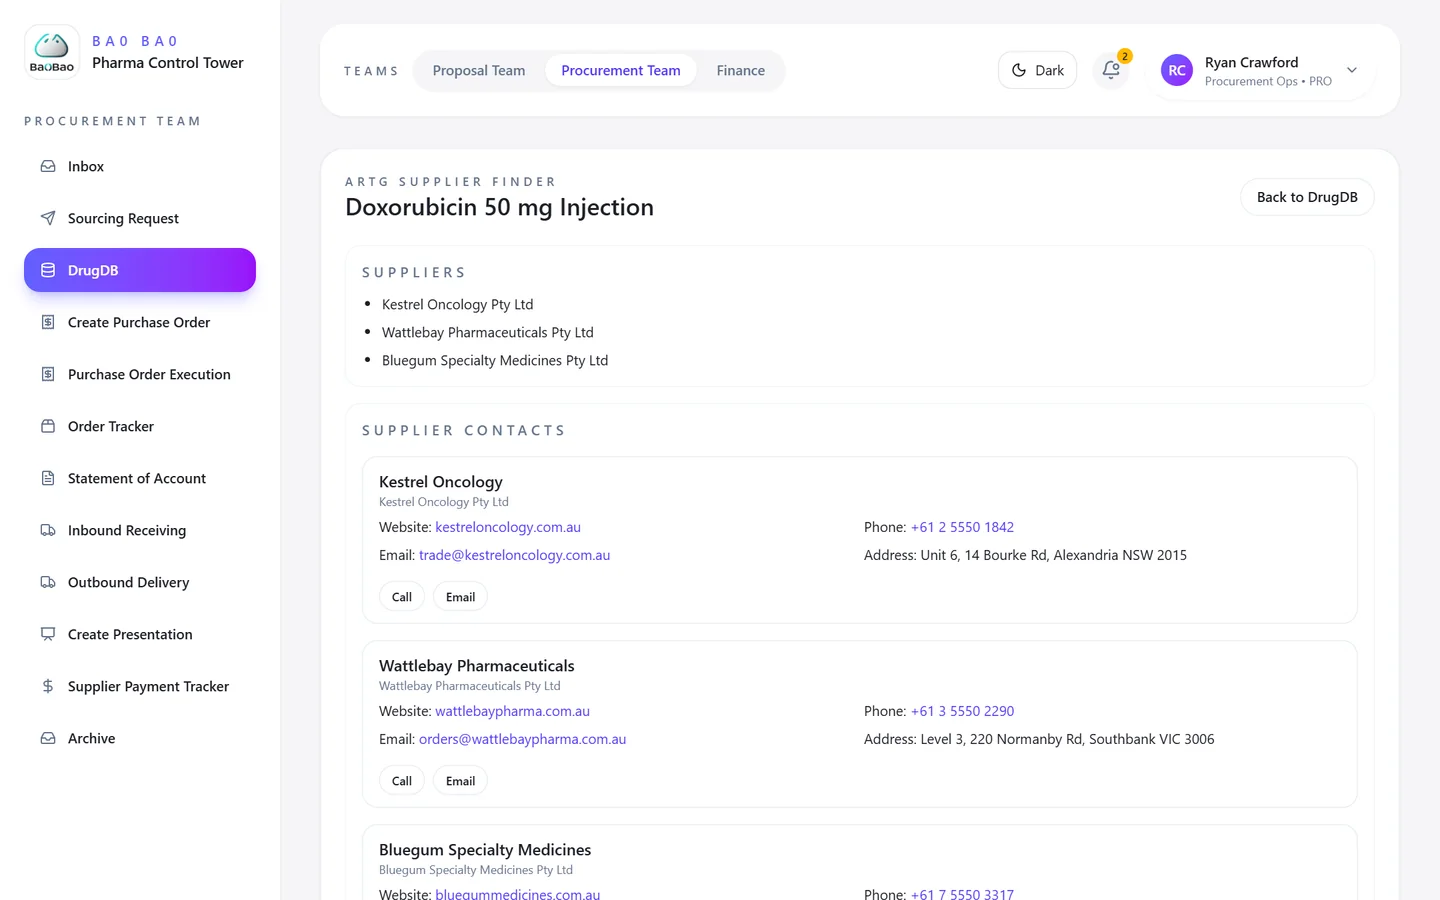 BA0 BA0
Pharma Control Tower
BaoBao
PROCUREMENT TEAM
Inbox
Sourcing Request
DrugDB
Create Purchase Order
Purchase Order Execution
Order Tracker
Statement of Account
Inbound Receiving
Outbound Delivery
Create Presentation
Supplier Payment Tracker
Archive
TEAMS
Proposal Team
Procurement Team
Finance
Dark
2
RC
Ryan Crawford
Procurement Ops • PRO
ARTG SUPPLIER FINDER
Doxorubicin 50 mg Injection
Back to DrugDB
SUPPLIERS
• Kestrel Oncology Pty Ltd
• Wattlebay Pharmaceuticals Pty Ltd
• Bluegum Specialty Medicines Pty Ltd
SUPPLIER CONTACTS
Kestrel Oncology
Kestrel Oncology Pty Ltd
Website: kestreloncology.com.au
Phone: +61 2 5550 1842
Email: trade@kestreloncology.com.au
Address: Unit 6, 14 Bourke Rd, Alexandria NSW 2015
Call
Email
Wattlebay Pharmaceuticals
Wattlebay Pharmaceuticals Pty Ltd
Website: wattlebaypharma.com.au
Phone: +61 3 5550 2290
Email: orders@wattlebaypharma.com.au
Address: Level 3, 220 Normanby Rd, Southbank VIC 3006
Call
Email
Bluegum Specialty Medicines
Bluegum Specialty Medicines Pty Ltd
Website: bluegummedicines.com.au
Phone: +61 7 5550 3317